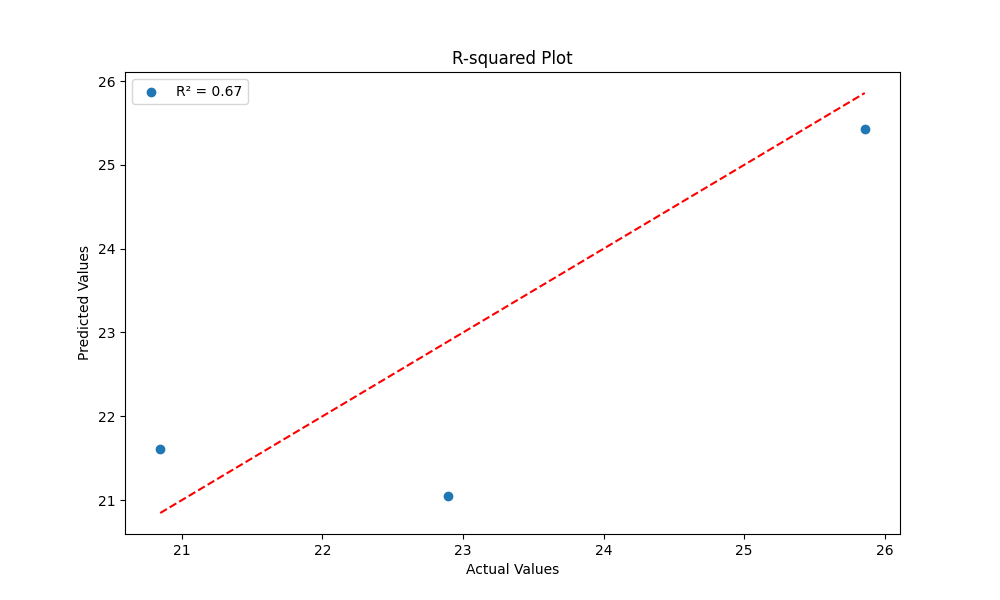 R-squared Plot
R² = 0.67
Predicted Values
26
25
24
23
22
21
21 22 23 24 25 26
Actual Values